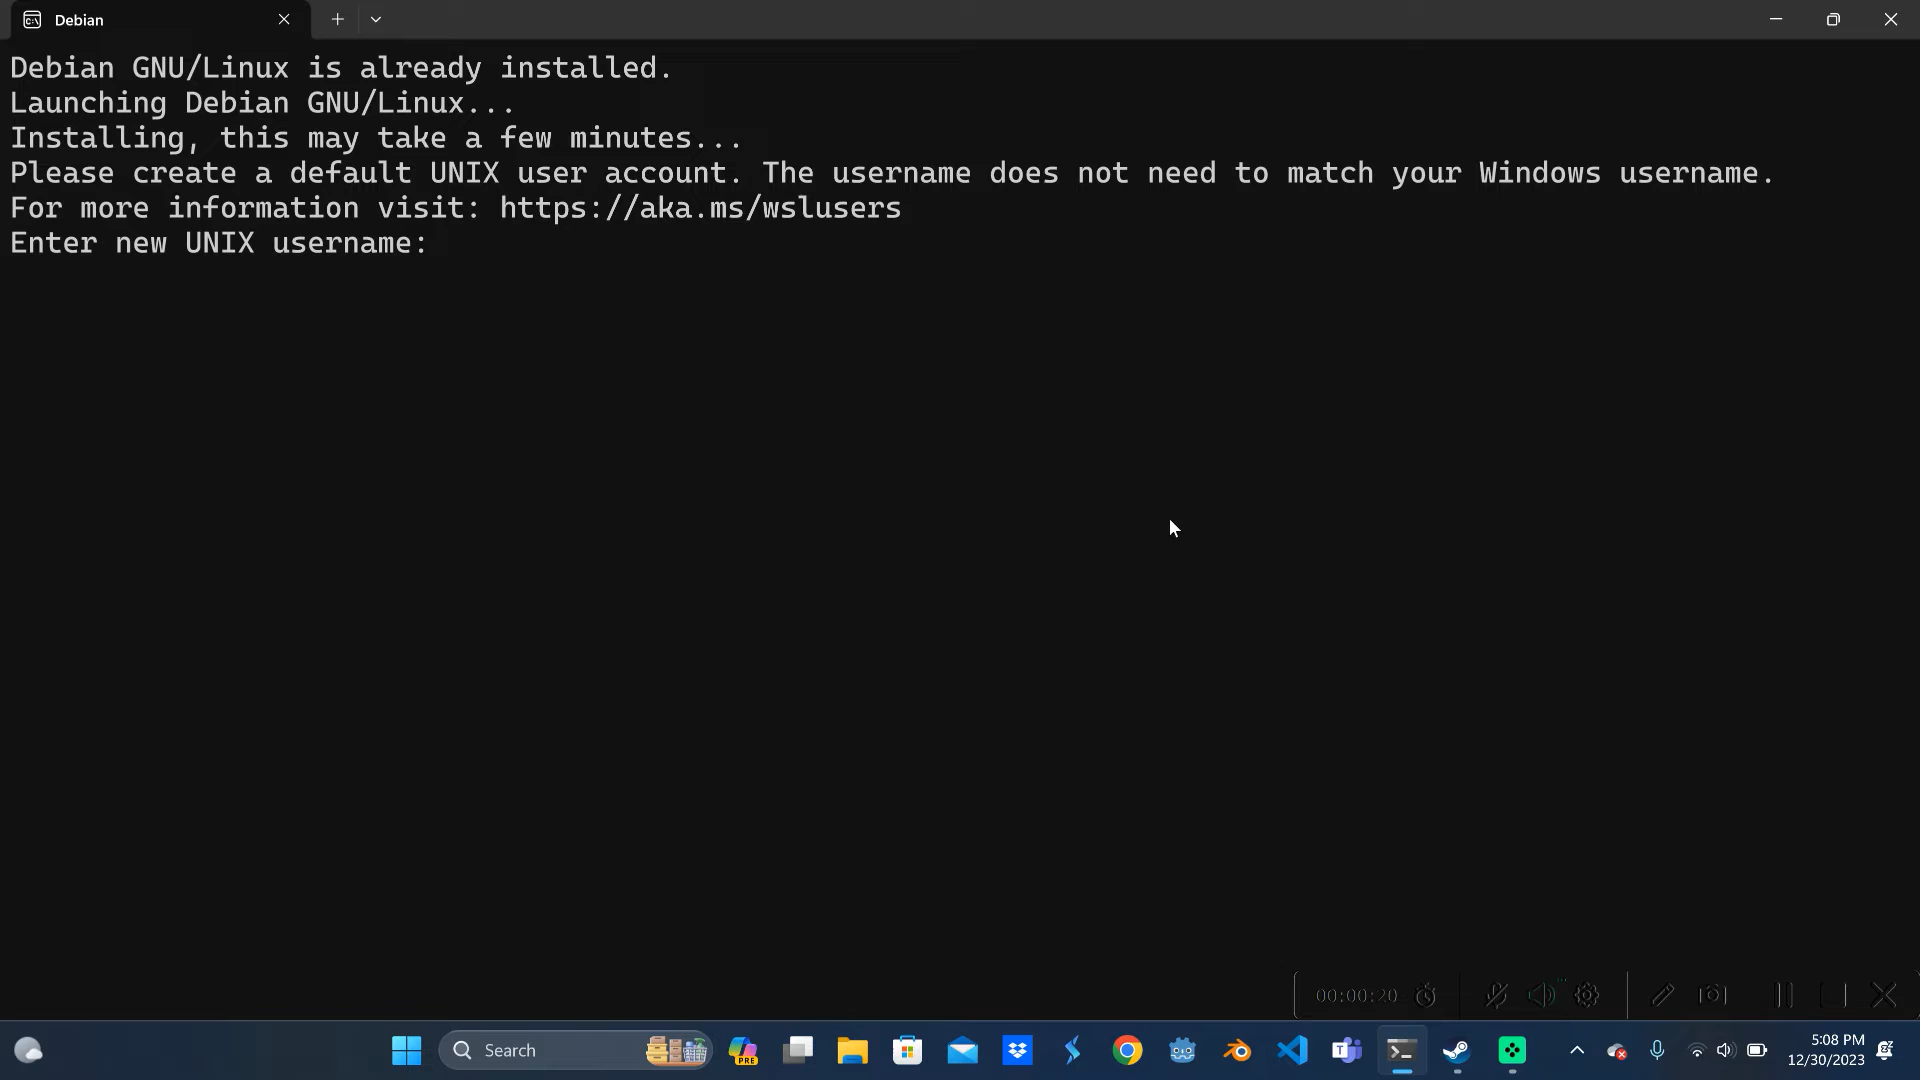 Debian
Debian GNU/Linux is already installed.
Launching Debian GNU/Linux...
Installing, this may take a few minutes...
Please create a default UNIX user account. The username does not need to match your Windows username.
For more information visit: https://aka.ms/wslusers
Enter new UNIX username:
00:00:20
Search
PRE
5:08 PM
12/30/2023